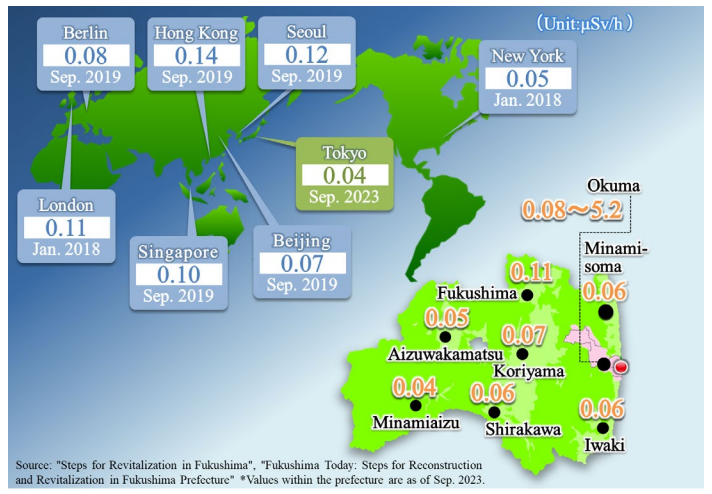 (Unit:μSv/h)
Berlin
0.08
Sep. 2019
Hong Kong
0.14
Sep. 2019
Seoul
0.12
Sep. 2019
New York
0.05
Jan. 2018
Tokyo
0.04
Sep. 2023
London
0.11
Jan. 2018
Singapore
0.10
Sep. 2019
Beijing
0.07
Sep. 2019
Okuma
0.08～5.2
Minami-
soma
0.06
0.11
Fukushima
0.05
Aizuwakamatsu
0.07
Koriyama
0.04
Minamiaizu
0.06
Shirakawa
0.06
Iwaki
Source: "Steps for Revitalization in Fukushima", "Fukushima Today: Steps for Reconstruction
and Revitalization in Fukushima Prefecture" *Values within the prefecture are as of Sep. 2023.